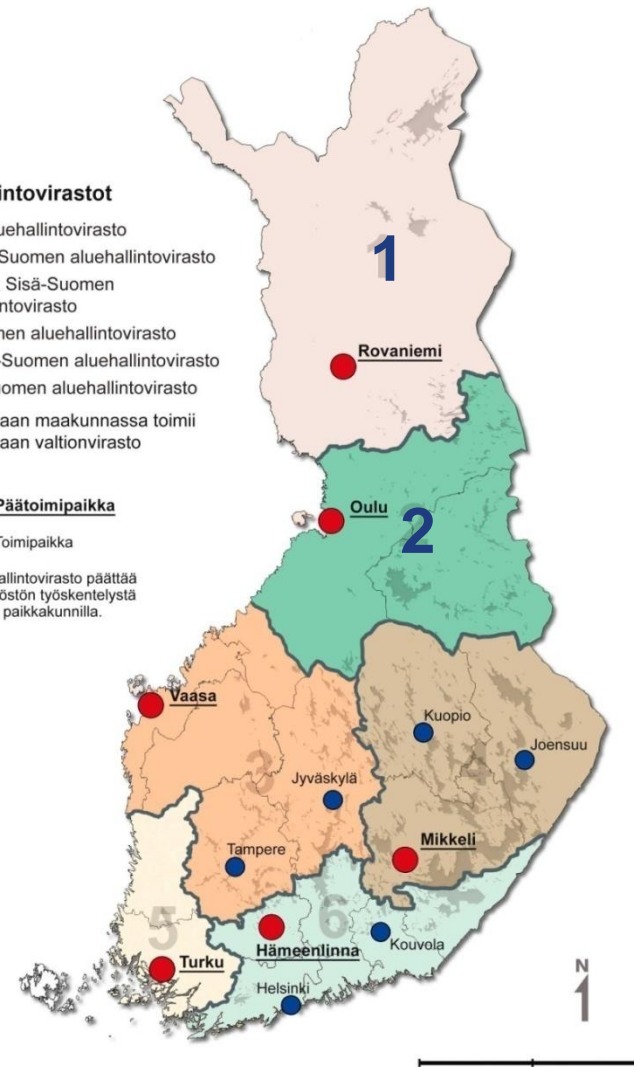 intovirastot
uehallintovirasto
Suomen aluehallintovirasto
Sisä-Suomen
ntovirasto
nen aluehallintovirasto
-Suomen aluehallintovirasto
uomen aluehallintovirasto
aan maakunnassa toimii
aan valtionvirasto
Päätoimipaikka
Toimipaikka
allintovirasto päättää
östön työskentelystä
paikkakunnilla.
1
Rovaniemi
Oulu
2
Vaasa
Kuopio
Joensuu
3
4
Jyväskylä
Mikkeli
Tampere
5
6
Hämeenlinna
Kouvola
Turku
Helsinki
N